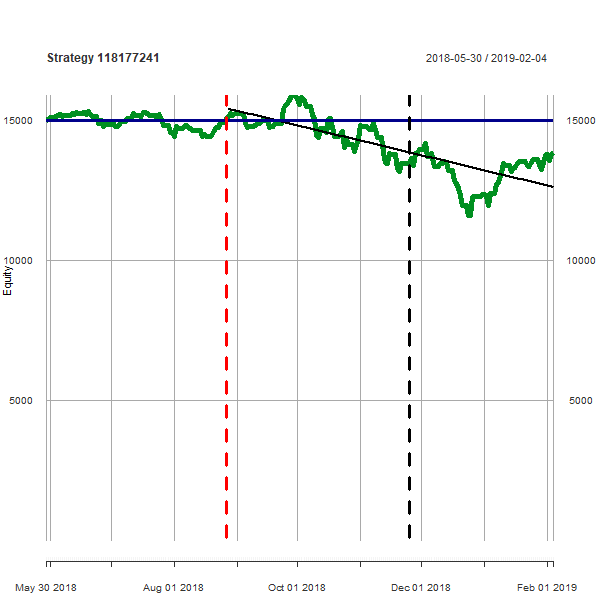 Strategy 118177241 2018-05-30 / 2019-02-04
15000 15000
10000 10000
Equity
5000 5000
May 30 2018 Aug 01 2018 Oct 01 2018 Dec 01 2018 Feb 01 2019